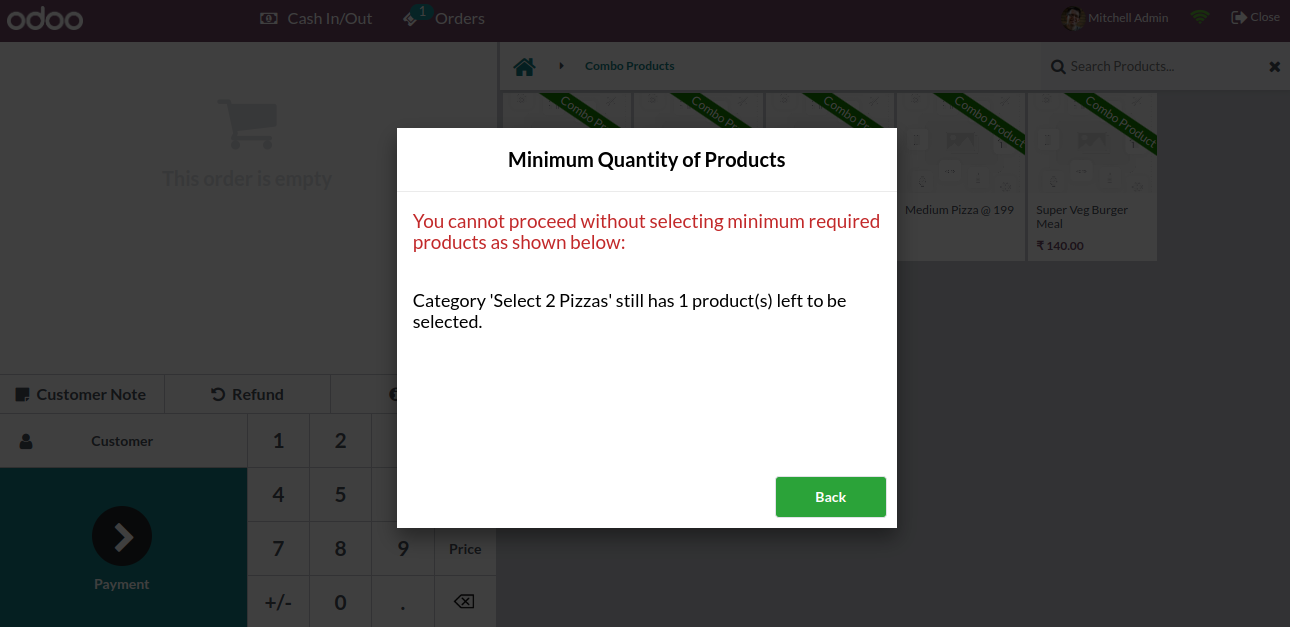 odoo
Cash In/Out
1
Orders
Mitchell Admin
Close
Combo Products
Search Products...
Combo Pr
Combo Pr
Combo Pr
Combo Product
Combo Product
This order is empty
Medium Pizza @ 199
Super Veg Burger
Meal
₹ 140.00
Minimum Quantity of Products
You cannot proceed without selecting minimum required
products as shown below:
Category 'Select 2 Pizzas' still has 1 product(s) left to be
selected.
Back
Customer Note
Refund
Customer
1 2
4 5
7 8 9 Price
+/- 0 .
Payment